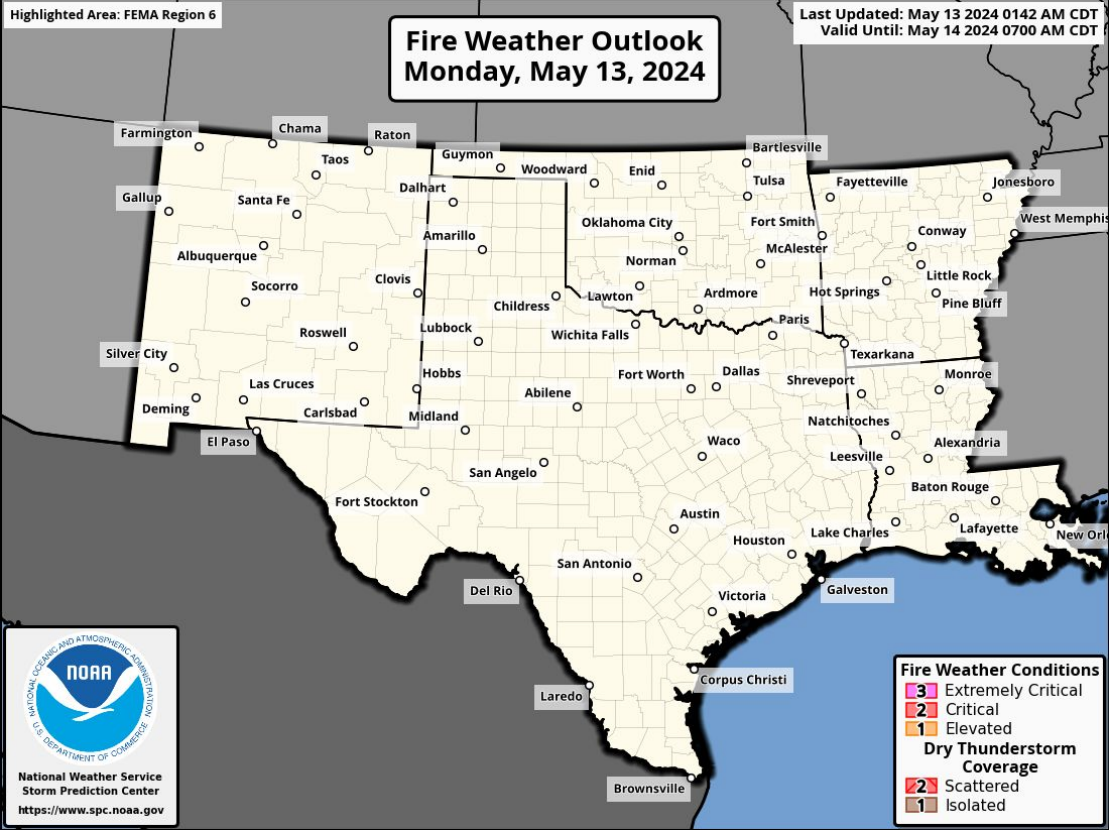 Highlighted Area: FEMA Region 6
Fire Weather Outlook
Monday, May 13, 2024
Last Updated: May 13 2024 0142 AM CDT
Valid Until: May 14 2024 0700 AM CDT
Farmington
Chama
Raton
Taos
Guymon
Woodward
Enid
Bartlesville
Tulsa
Fayetteville
Jonesboro
Gallup
Santa Fe
Dalhart
Oklahoma City
Fort Smith
West Memphis
Albuquerque
Amarillo
Norman
McAlester
Conway
Socorro
Clovis
Childress
Lawton
Ardmore
Hot Springs
Little Rock
Pine Bluff
Roswell
Lubbock
Wichita Falls
Paris
Texarkana
Silver City
Las Cruces
Hobbs
Abilene
Fort Worth
Dallas
Shreveport
Monroe
Deming
Carlsbad
Midland
Natchitoches
El Paso
San Angelo
Waco
Leesville
Alexandria
Fort Stockton
Austin
Baton Rouge
Houston
Lake Charles
Lafayette
New Orl
Del Rio
San Antonio
Victoria
Galveston
Laredo
Corpus Christi
Brownsville
NATIONAL OCEANIC AND ATMOSPHERIC ADMINISTRATION
NOAA
U.S. DEPARTMENT OF COMMERCE
National Weather Service
Storm Prediction Center
https://www.spc.noaa.gov
Fire Weather Conditions
3 Extremely Critical
2 Critical
1 Elevated
Dry Thunderstorm
Coverage
2 Scattered
1 Isolated